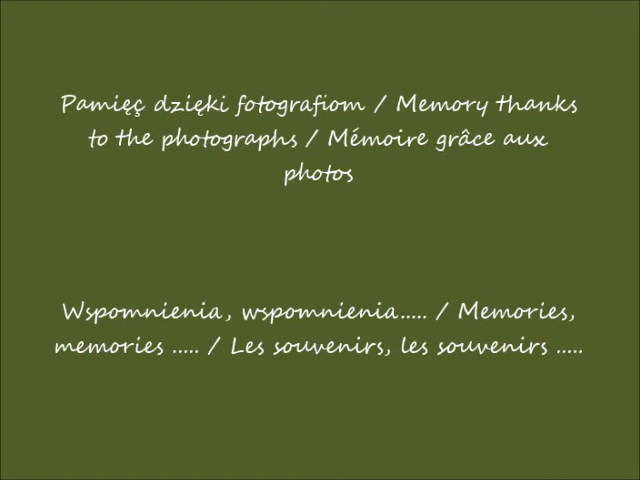 Pamięç dzięki fotografiom / Memory thanks
to the photographs / Mémoire grâce aux
photos
Wspomnienia, wspomnienia..... / Memories,
memories ..... / Les souvenirs, les souvenirs .....